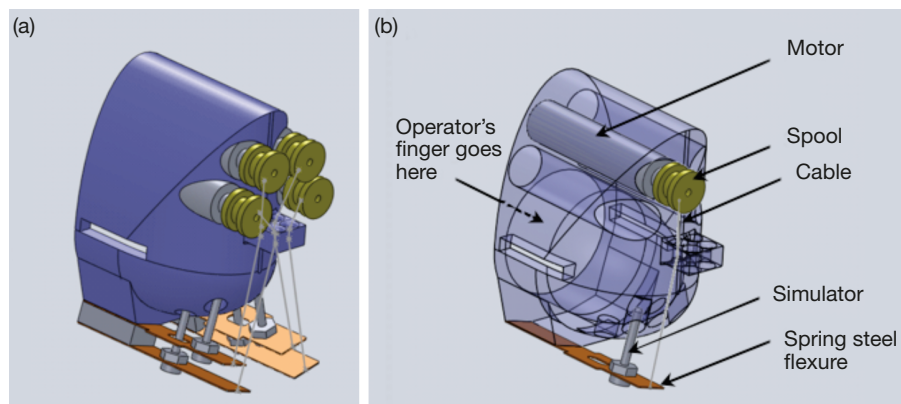 (a)
(b)
Motor
Operator's
finger goes
here
Spool
Cable
Simulator
Spring steel
flexure